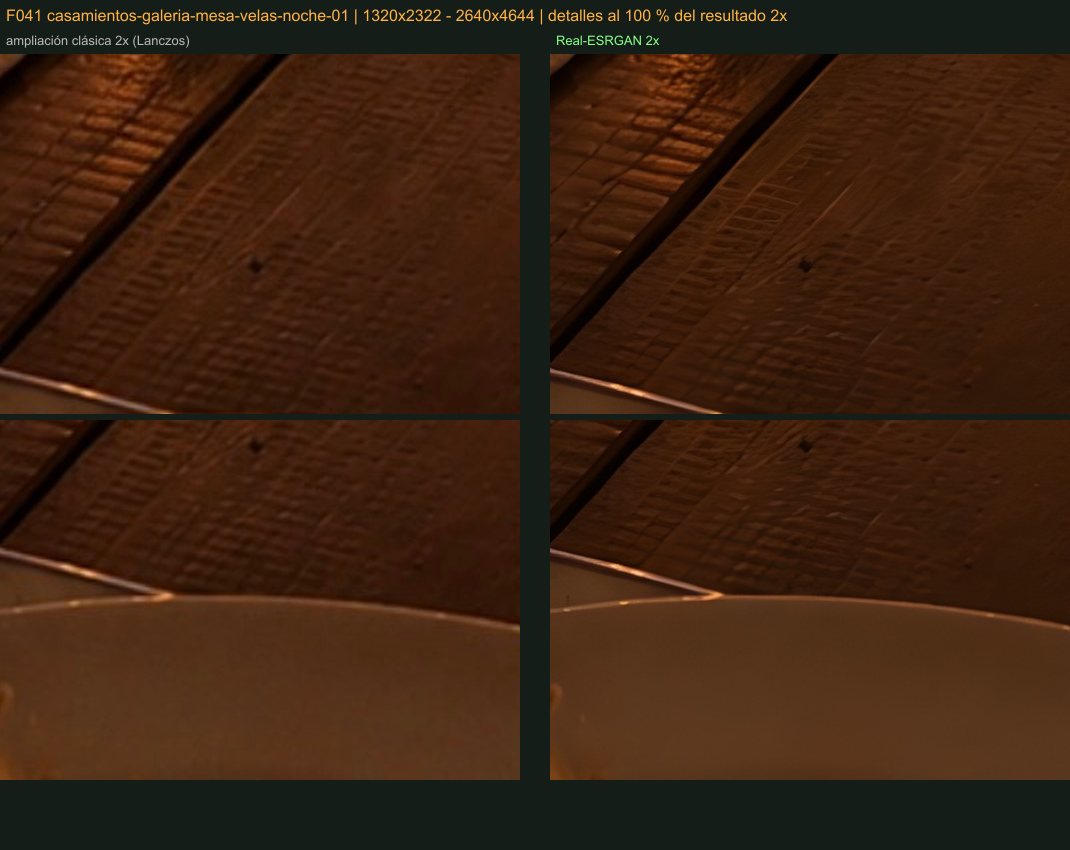 F041 casamientos-galeria-mesa-velas-noche-01 | 1320x2322 - 2640x4644 | detalles al 100 % del resultado 2x
ampliación clásica 2x (Lanczos)
Real-ESRGAN 2x